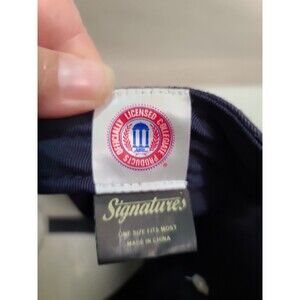 OFFICIALLY LICENSED COLLEGIATE PRODUCTS
®
Signatures
ONE SIZE FITS MOST
MADE IN CHINA